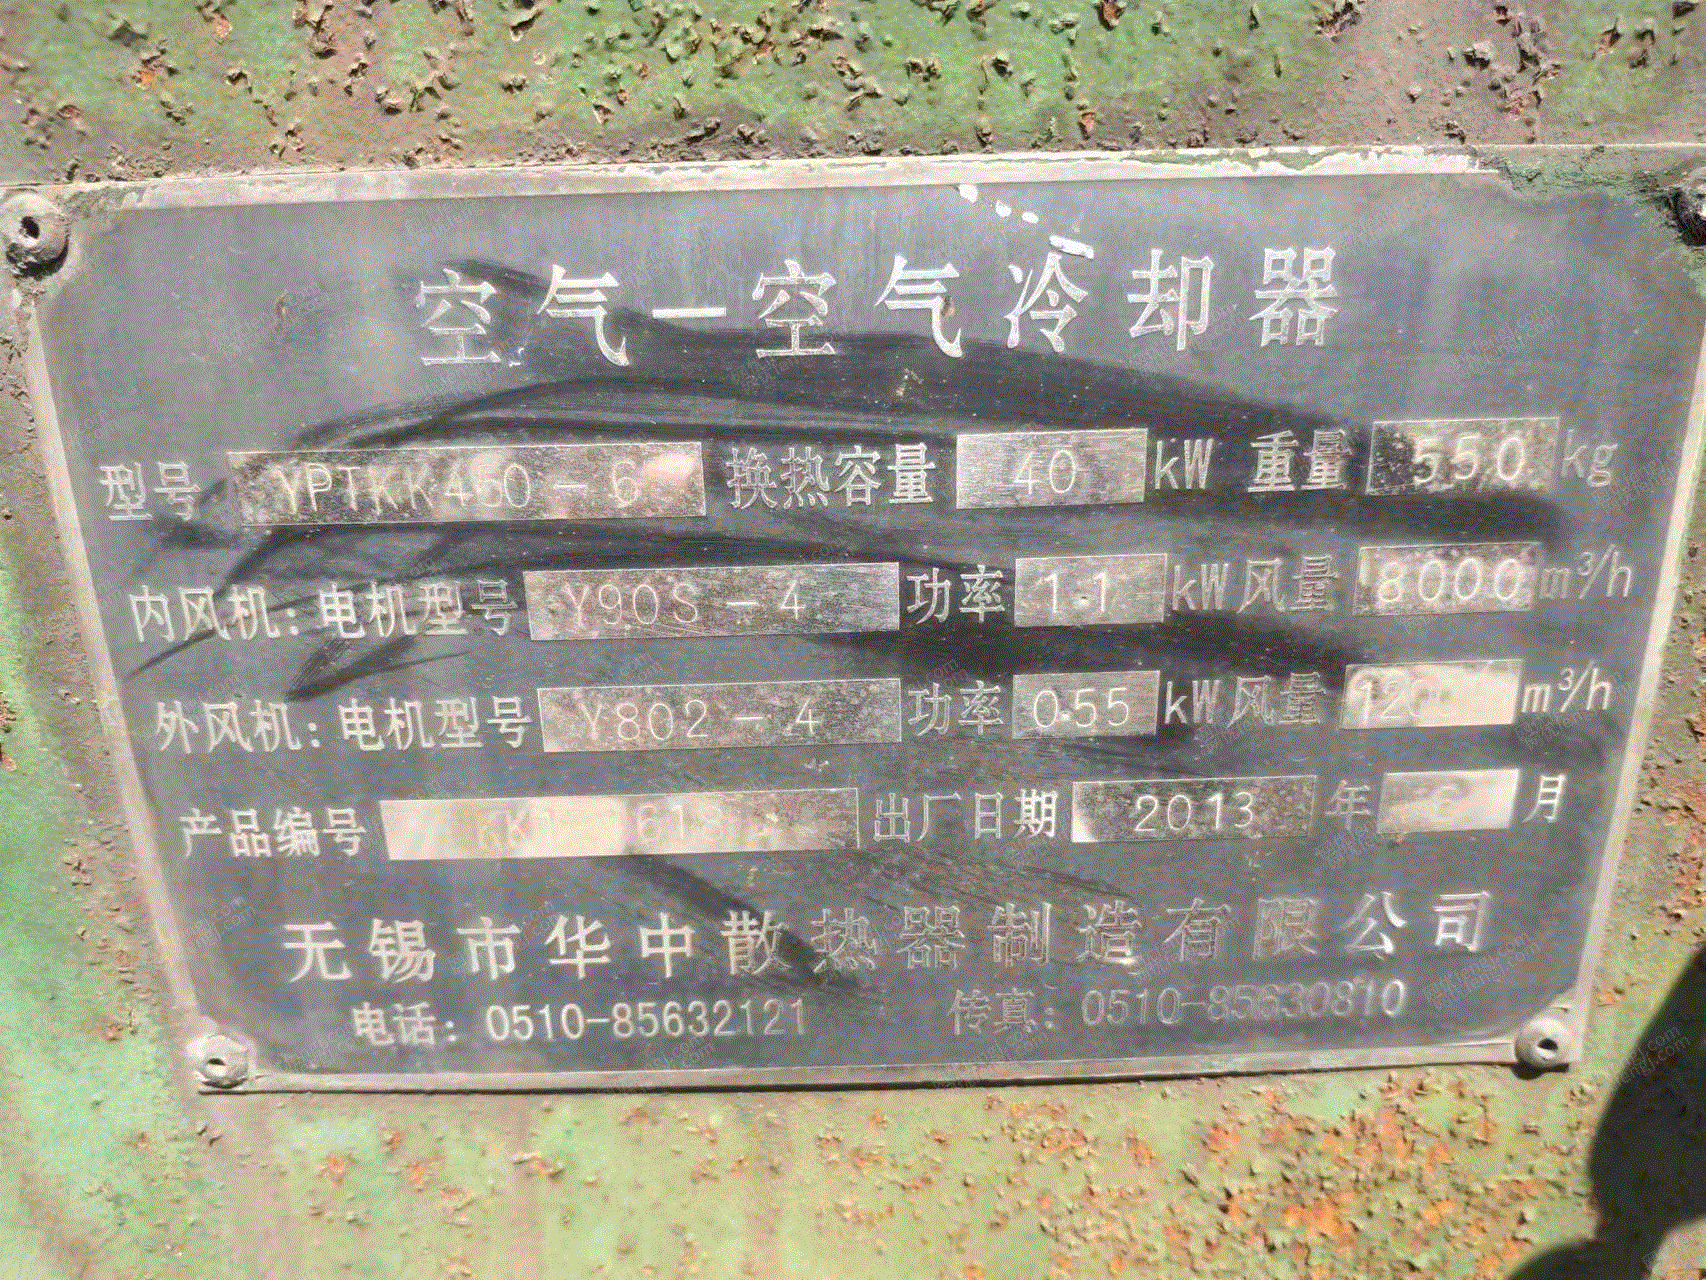 空气—空气冷却器
型号 YPTKK450-6 换热容量 40 kW 重量 550 kg
内风机：电机型号 Y90S-4 功率 1.1 kW 风量 8000 m³/h
外风机：电机型号 Y802-4 功率 0.55 kW 风量 m³/h
产品编号 出厂日期 2013 年 6 月
无锡市华中散热器制造有限公司
电话：0510-85632121 传真：0510-85630810